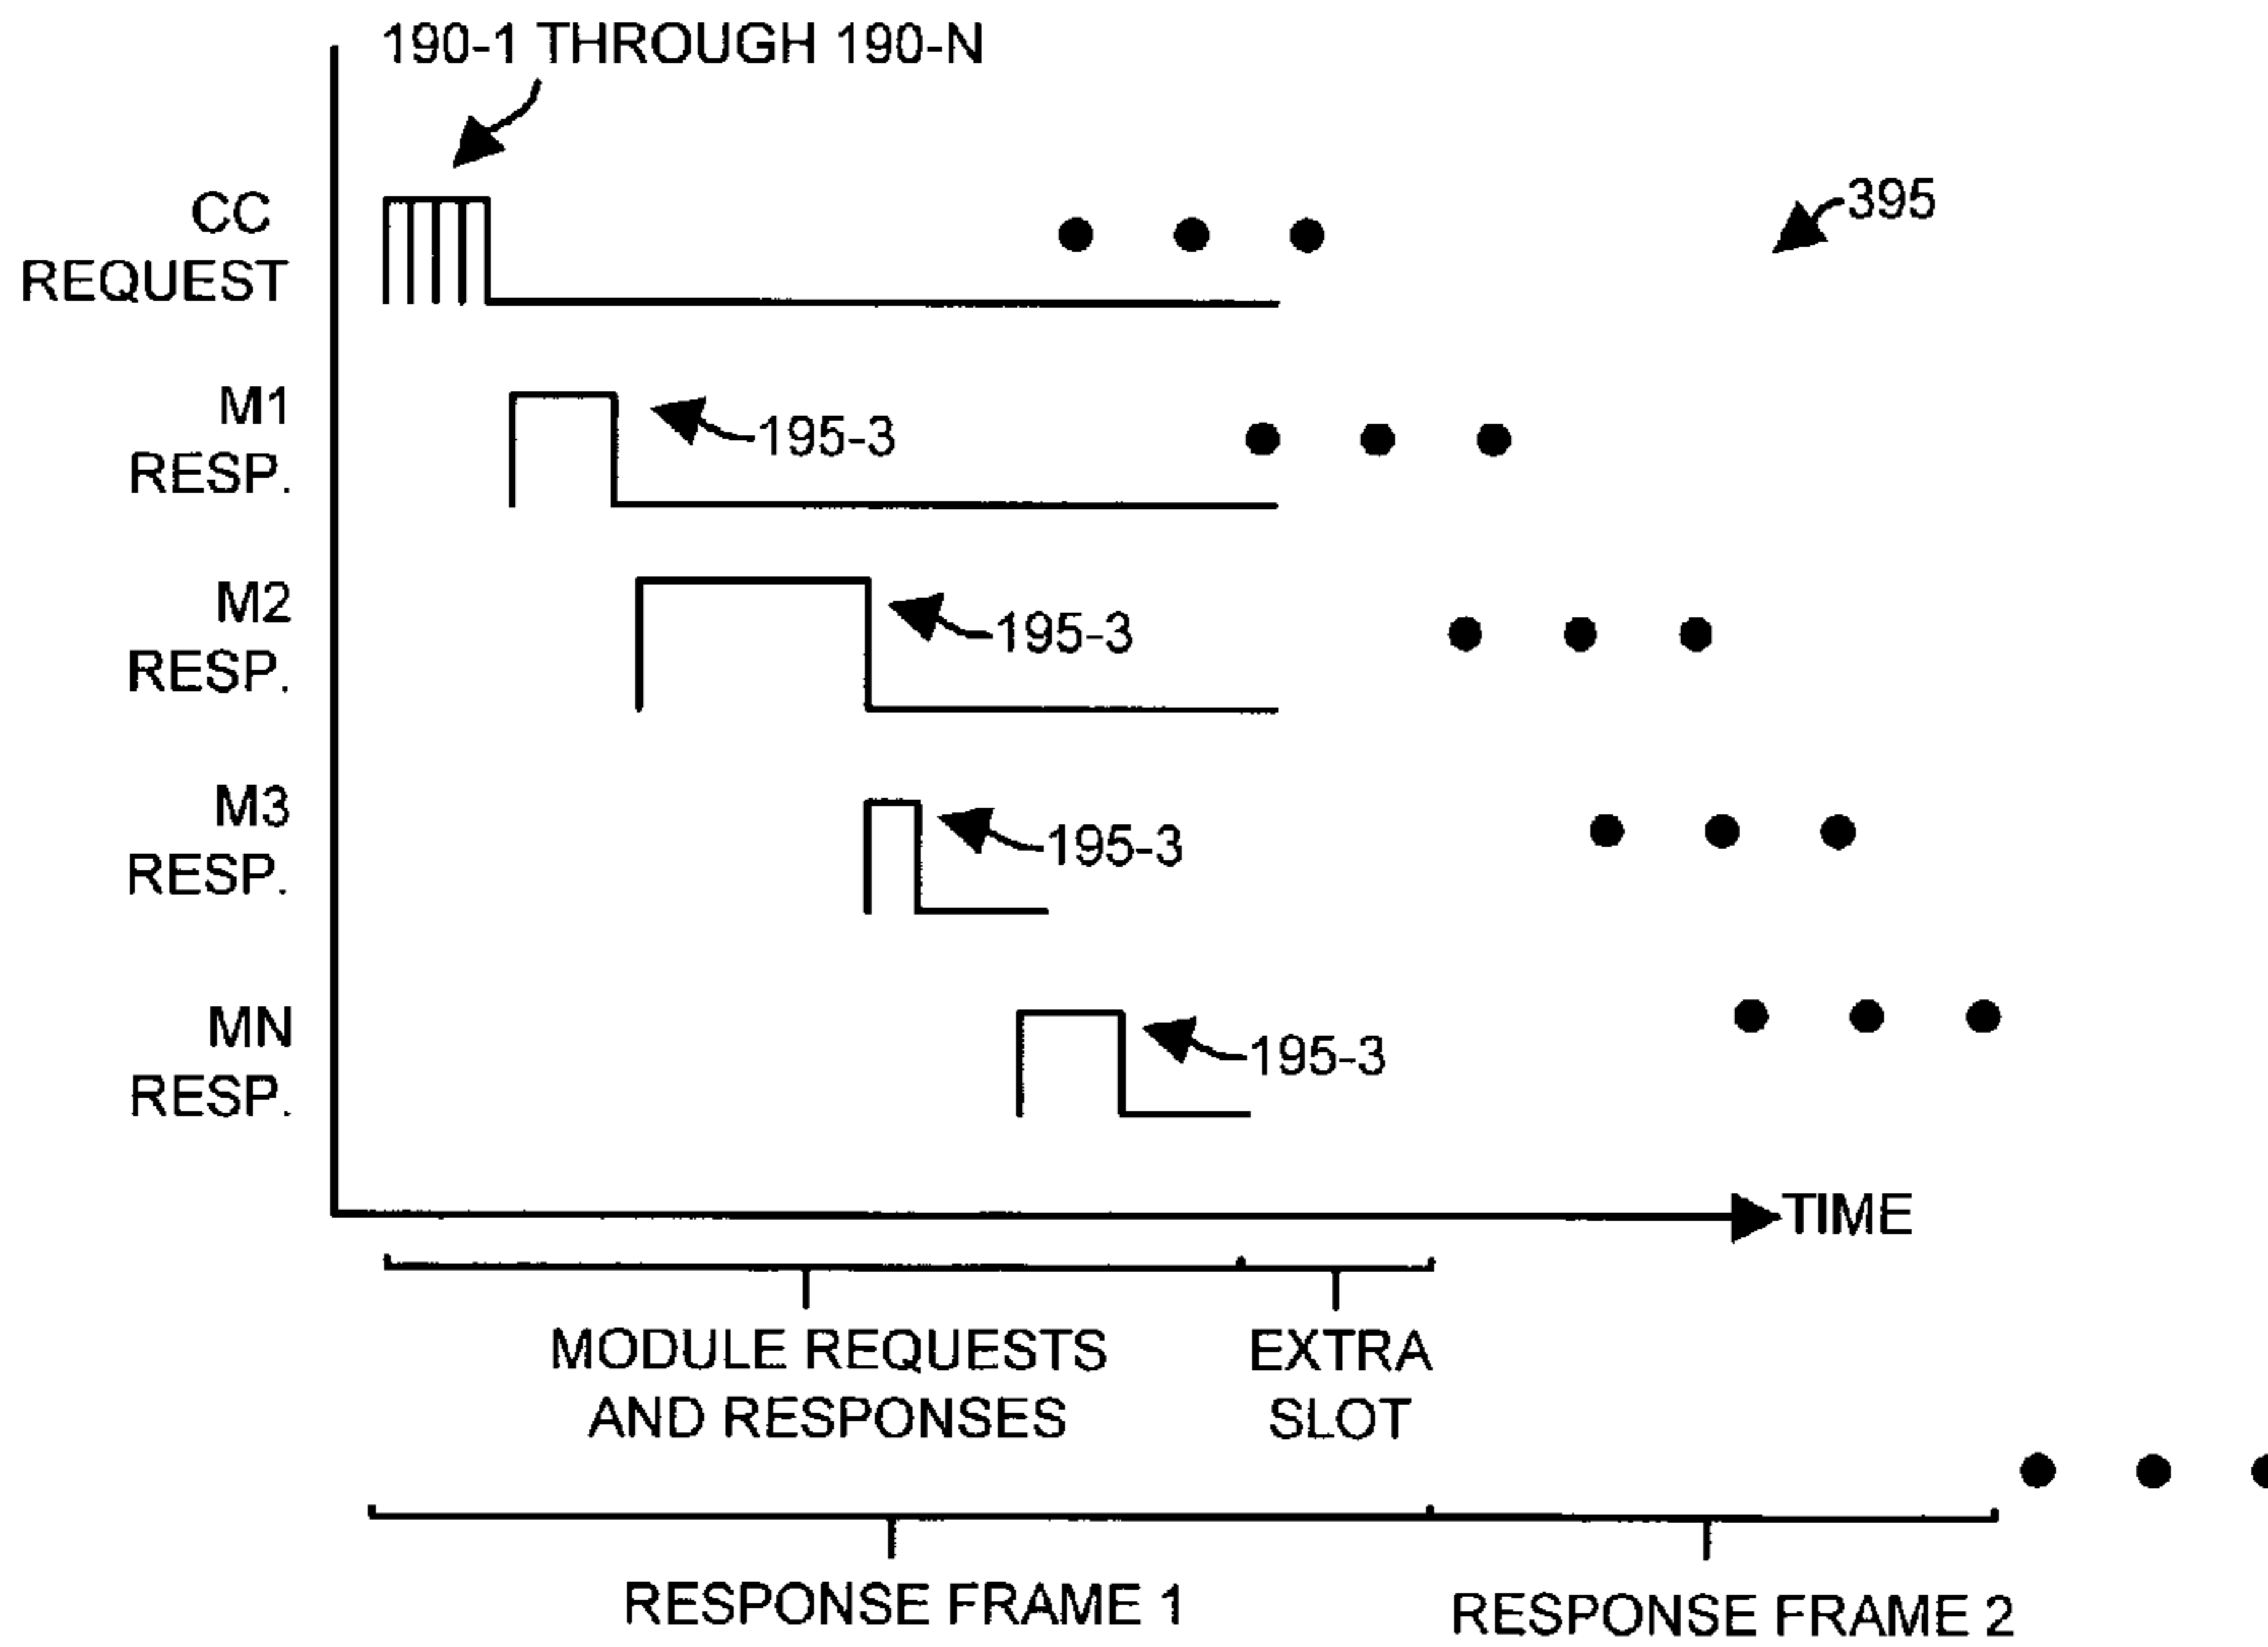 190-1 THROUGH 190-N
CC
REQUEST
395
M1
RESP.
195-3
M2
RESP.
195-3
M3
RESP.
195-3
MN
RESP.
195-3
TIME
MODULE REQUESTS
AND RESPONSES
EXTRA
SLOT
RESPONSE FRAME 1
RESPONSE FRAME 2